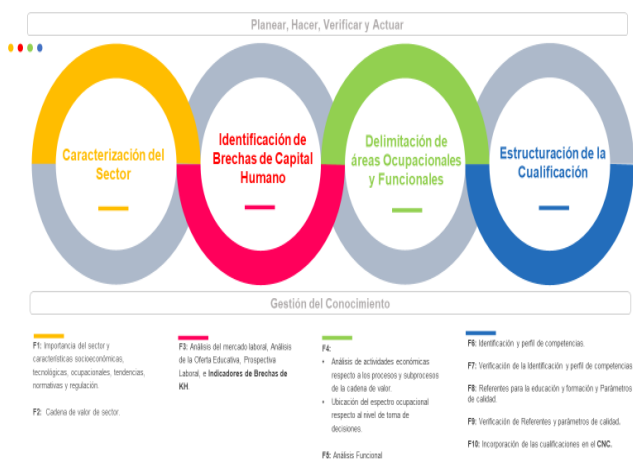 Planear, Hacer, Verificar y Actuar
Caracterización del
Sector
Identificación de
Brechas de Capital
Humano
Delimitación de
áreas Ocupacionales
y Funcionales
Estructuración de la
Cualificación
Gestión del Conocimiento
F1: Importancia del sector y
características socioeconómicas,
tecnológicas, ocupacionales, tendencias,
normativas y regulación.
F2: Cadena de valor de sector.
F3: Análisis del mercado laboral, Análisis
de la Oferta Educativa, Prospectiva
Laboral, e Indicadores de Brechas de
KH
F4:
• Análisis de actividades económicas
respecto a los procesos y subprocesos
de la cadena de valor.
• Ubicación del espectro ocupacional
respecto al nivel de toma de
decisiones.
F5: Análisis Funcional
F6: Identificación y perfil de competencias.
F7: Verificación de la Identificación y perfil de competencias
F8: Referentes para la educación y formación y Parámetros
de calidad.
F9: Verificación de Referentes y parámetros de calidad.
F10: Incorporación de las cualificaciones en el CNC.